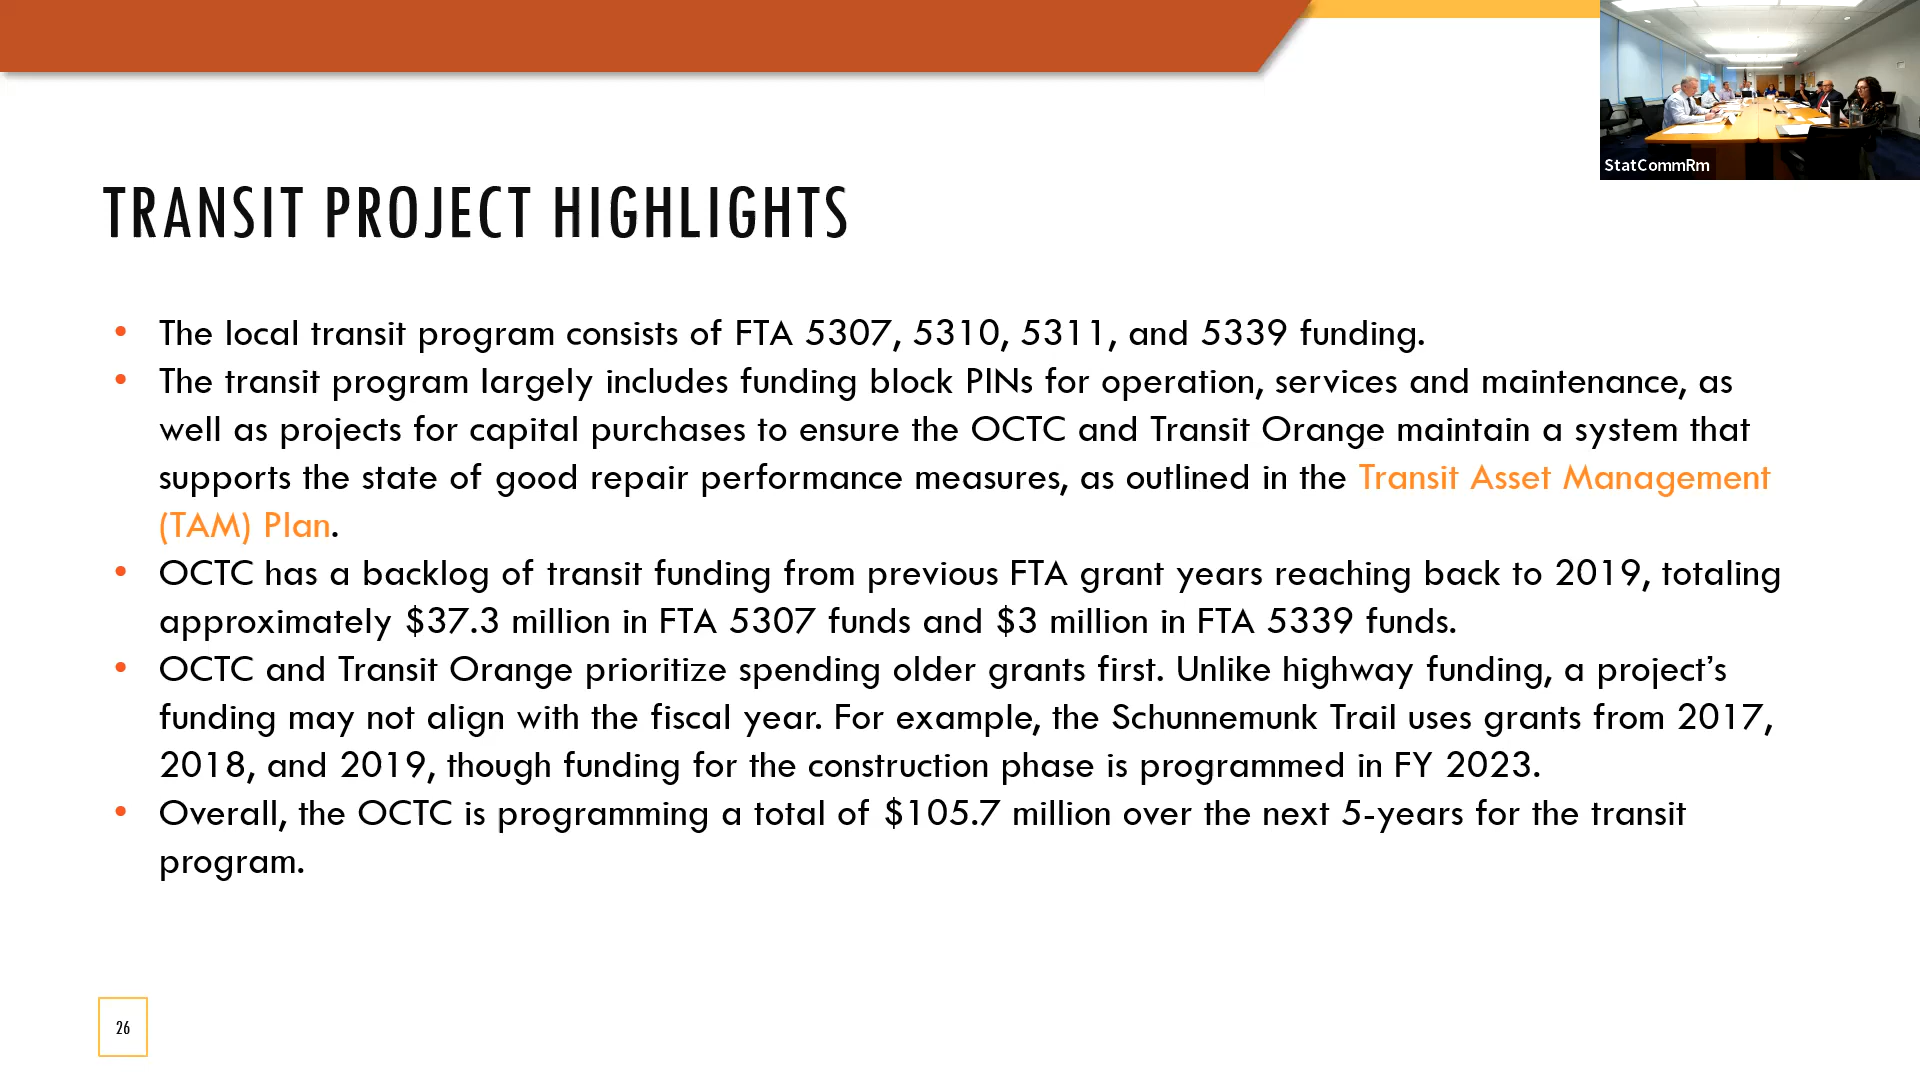 StatCommRm
TRANSIT PROJECT HIGHLIGHTS
• The local transit program consists of FTA 5307, 5310, 5311, and 5339 funding.
• The transit program largely includes funding block PINs for operation, services and maintenance, as
well as projects for capital purchases to ensure the OCTC and Transit Orange maintain a system that
supports the state of good repair performance measures, as outlined in the Transit Asset Management
(TAM) Plan.
• OCTC has a backlog of transit funding from previous FTA grant years reaching back to 2019, totaling
approximately $37.3 million in FTA 5307 funds and $3 million in FTA 5339 funds.
• OCTC and Transit Orange prioritize spending older grants first. Unlike highway funding, a project’s
funding may not align with the fiscal year. For example, the Schunnemunk Trail uses grants from 2017,
2018, and 2019, though funding for the construction phase is programmed in FY 2023.
• Overall, the OCTC is programming a total of $105.7 million over the next 5-years for the transit
program.
26